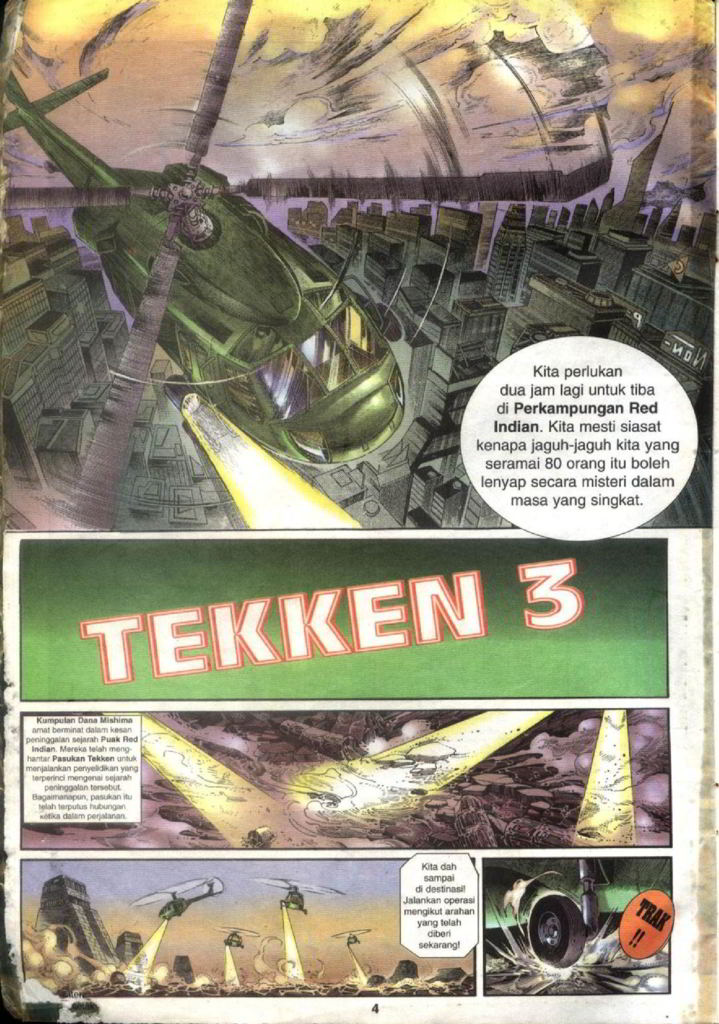 Kita perlukan
dua jam lagi untuk tiba
di Perkampungan Red
Indian. Kita mesti siasat
kenapa jaguh-jaguh kita yang
seramai 80 orang itu boleh
lenyap secara misteri dalam
masa yang singkat.
TEKKEN 3
Kumpulan Dana Mishima
amat berminat dalam kesan
peninggalan sejarah Puak Red
Indian. Mereka telah meng-
hantar Pasukan Tekken untuk
menjalankan penyelidikan yang
terperinci mengenai sejarah
peninggalan tersebut.
Bagaimanapun, pasukan itu
telah terputus hubungan
ketika dalam perjalanan.
Kita dah
sampai
di destinasi!
Jalankan operasi
mengikut arahan
yang telah
diberi
sekarang!
TRAK
!!
4